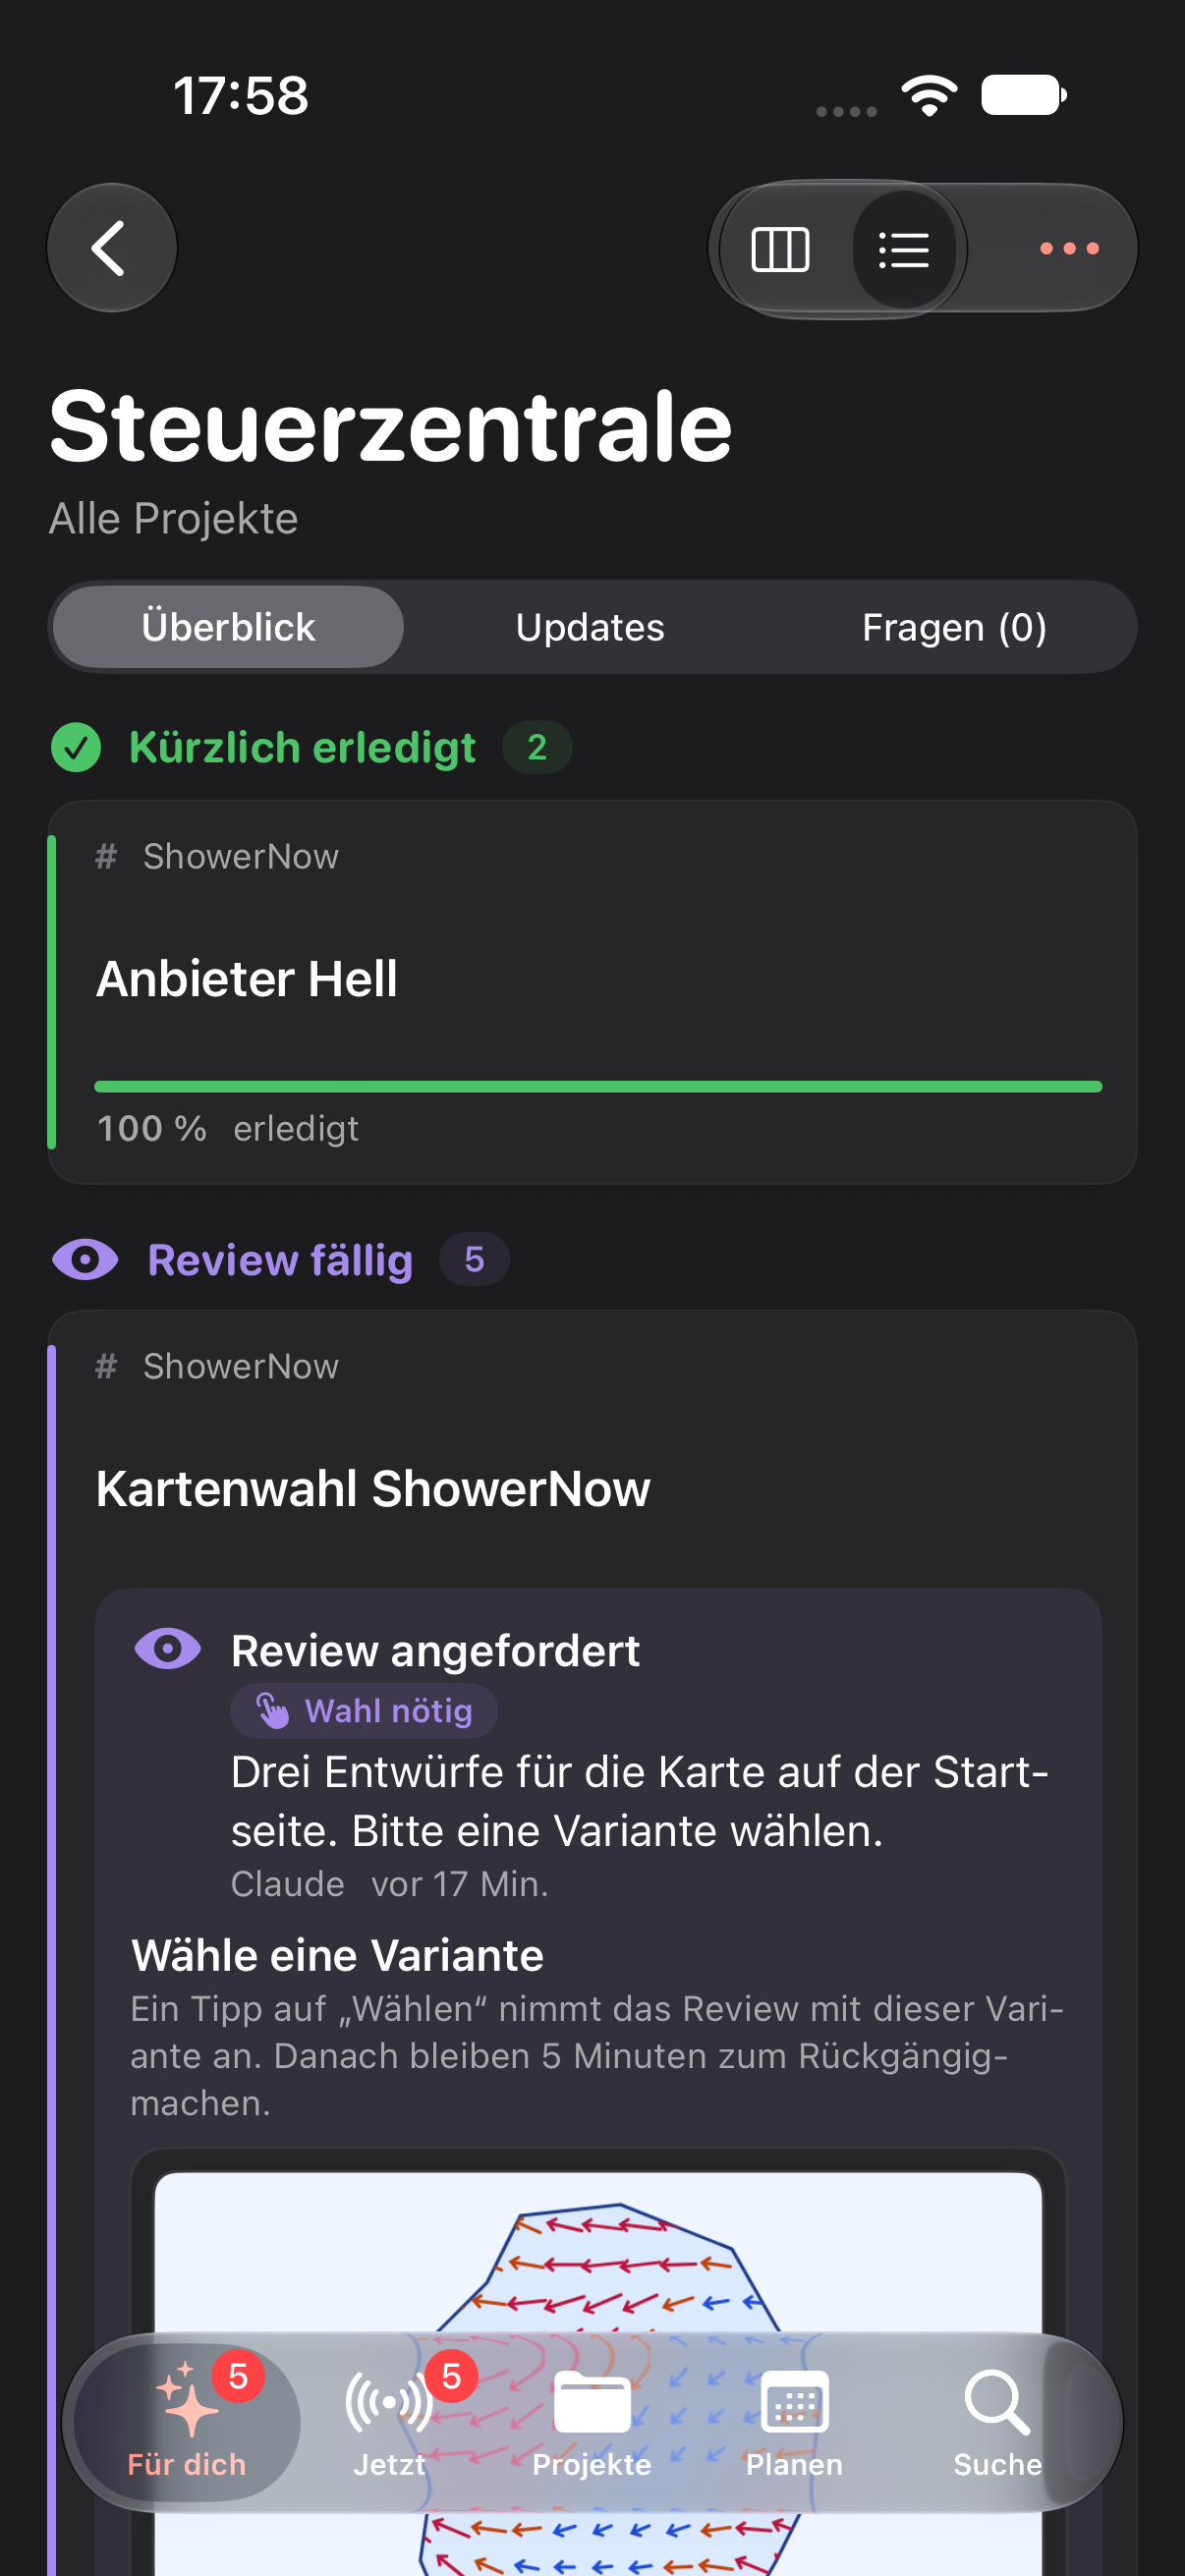 17:58
Steuerzentrale
Alle Projekte
Überblick
Updates
Fragen (0)
Kürzlich erledigt 2
# ShowerNow
Anbieter Hell
100 % erledigt
Review fällig 5
# ShowerNow
Kartenwahl ShowerNow
Review angefordert
Wahl nötig
Drei Entwürfe für die Karte auf der Start-
seite. Bitte eine Variante wählen.
Claude vor 17 Min.
Wähle eine Variante
Ein Tipp auf „Wählen“ nimmt das Review mit dieser Vari-
ante an. Danach bleiben 5 Minuten zum Rückgängig-
machen.
5
5
Für dich
Jetzt
Projekte
Planen
Suche